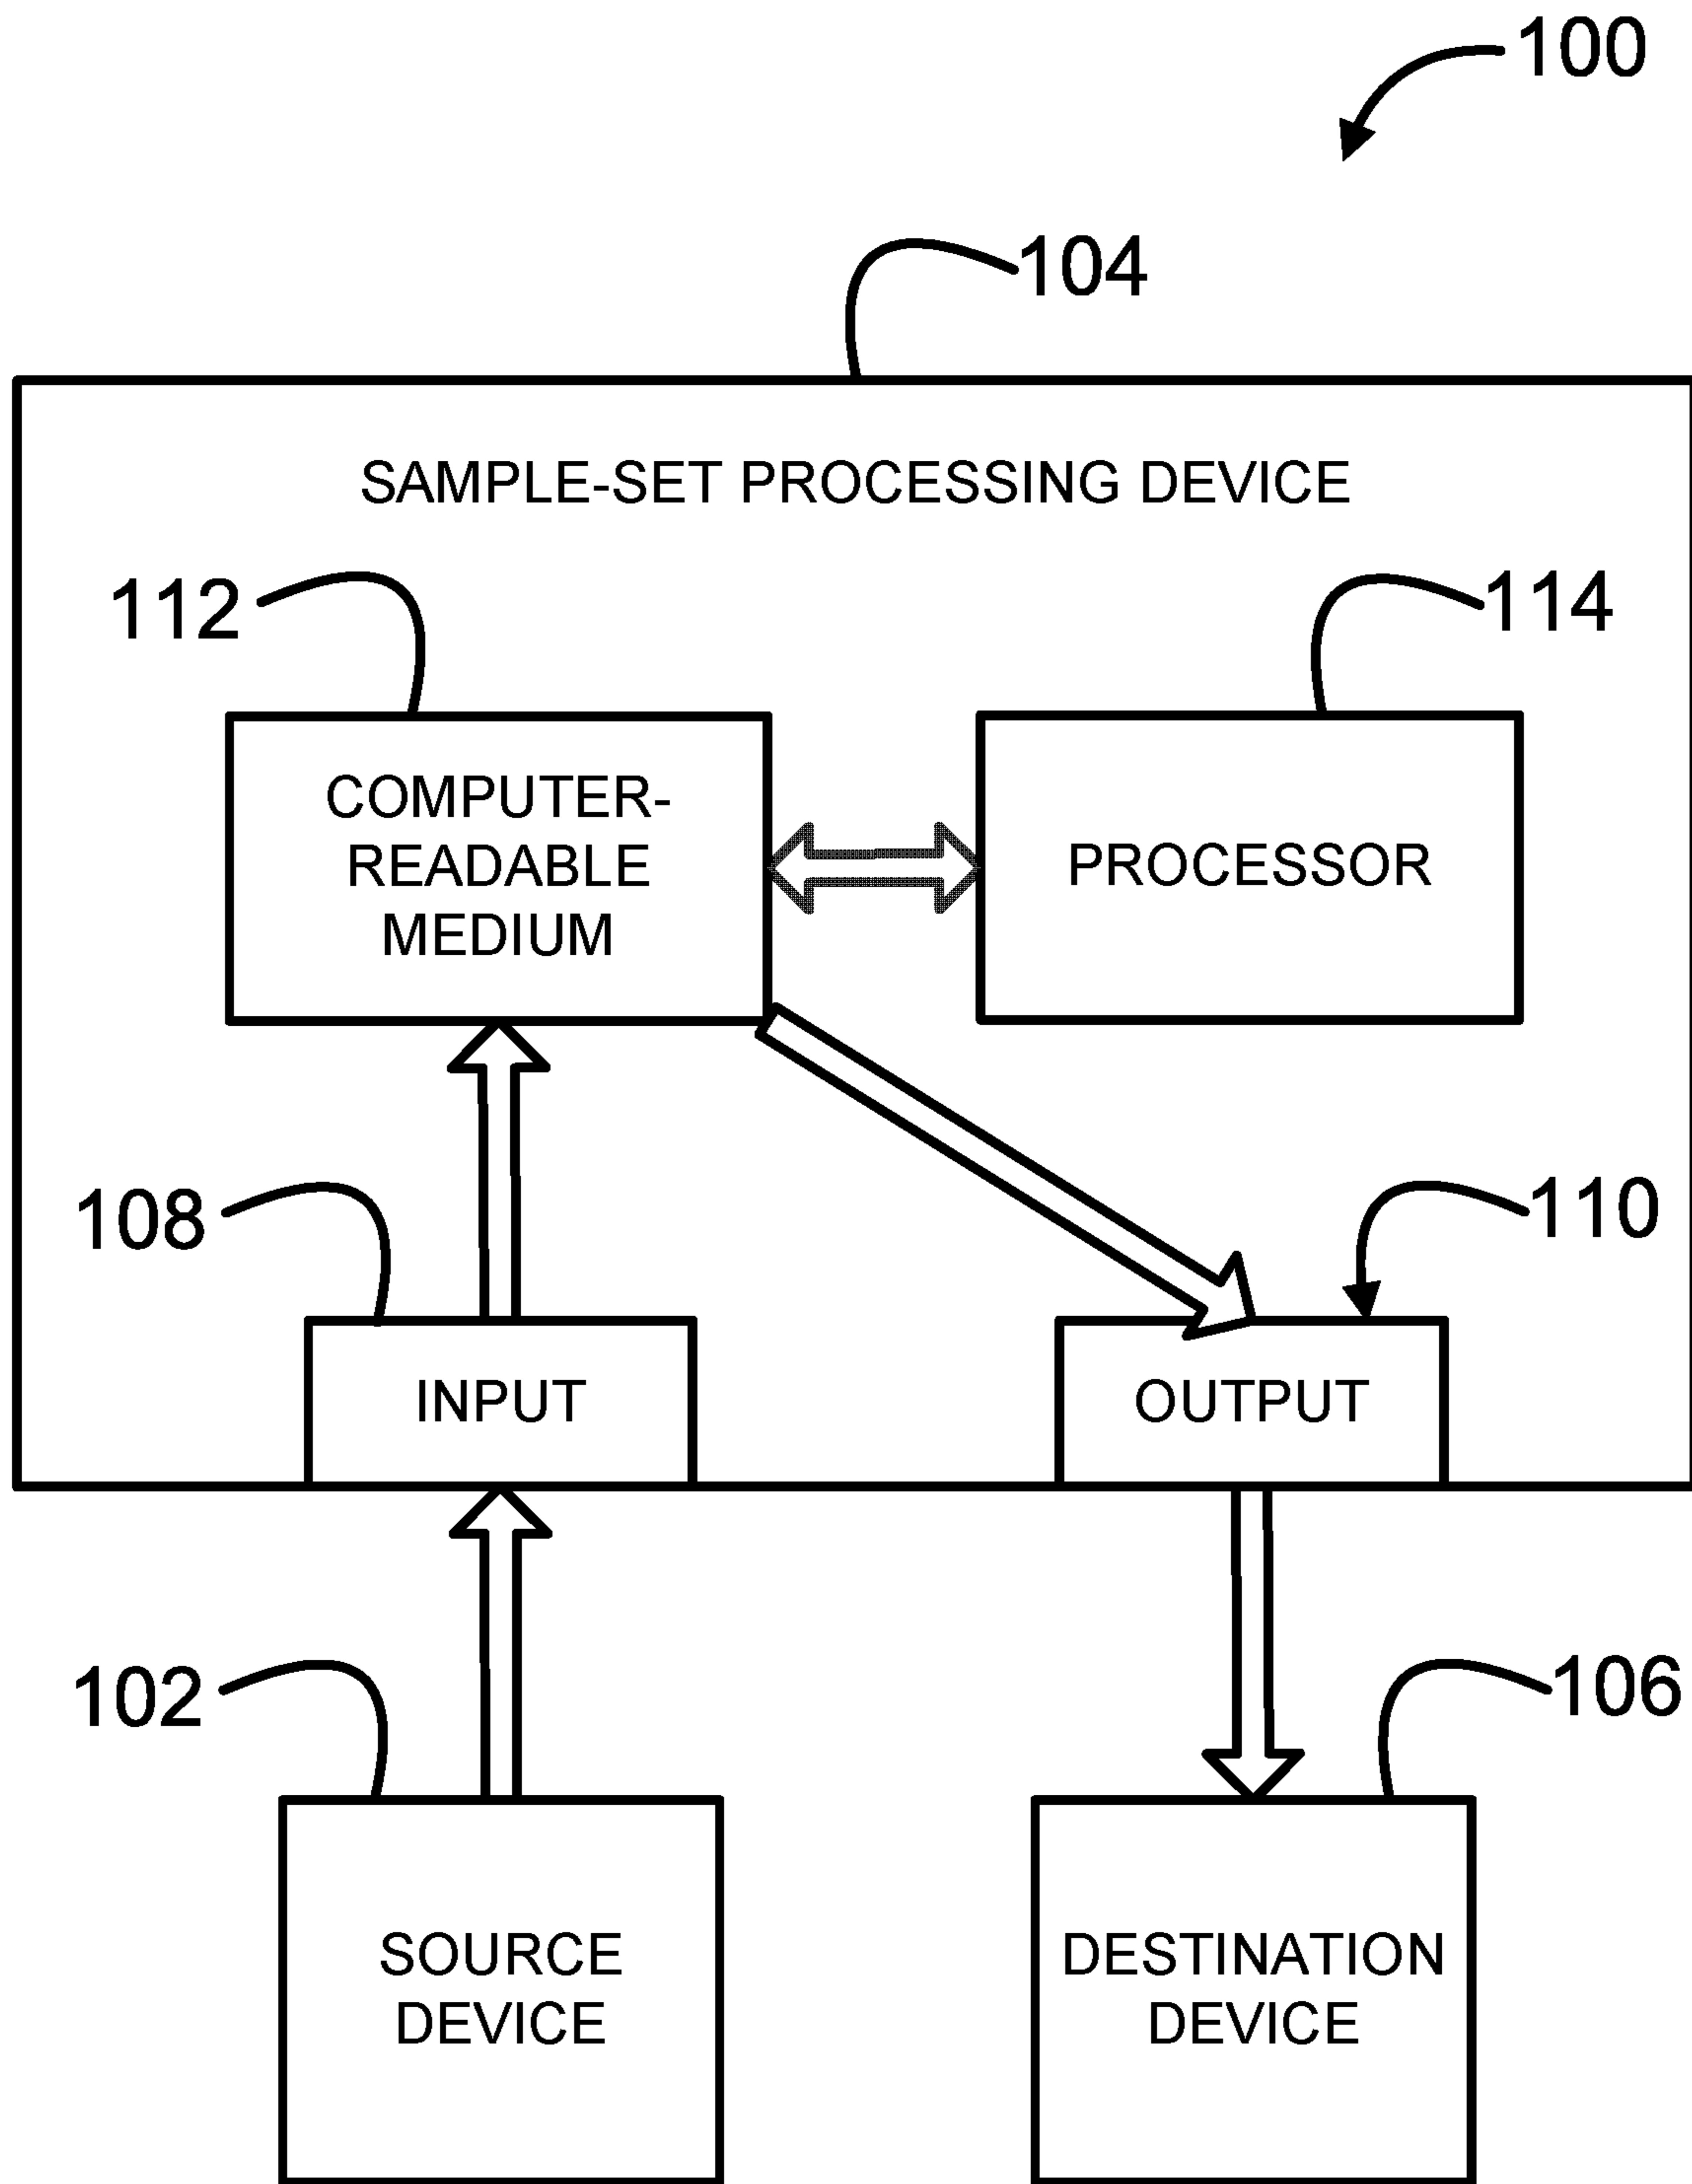 100
104
SAMPLE-SET PROCESSING DEVICE
112
114
COMPUTER-
READABLE
MEDIUM
PROCESSOR
108
110
INPUT
OUTPUT
102
106
SOURCE
DEVICE
DESTINATION
DEVICE